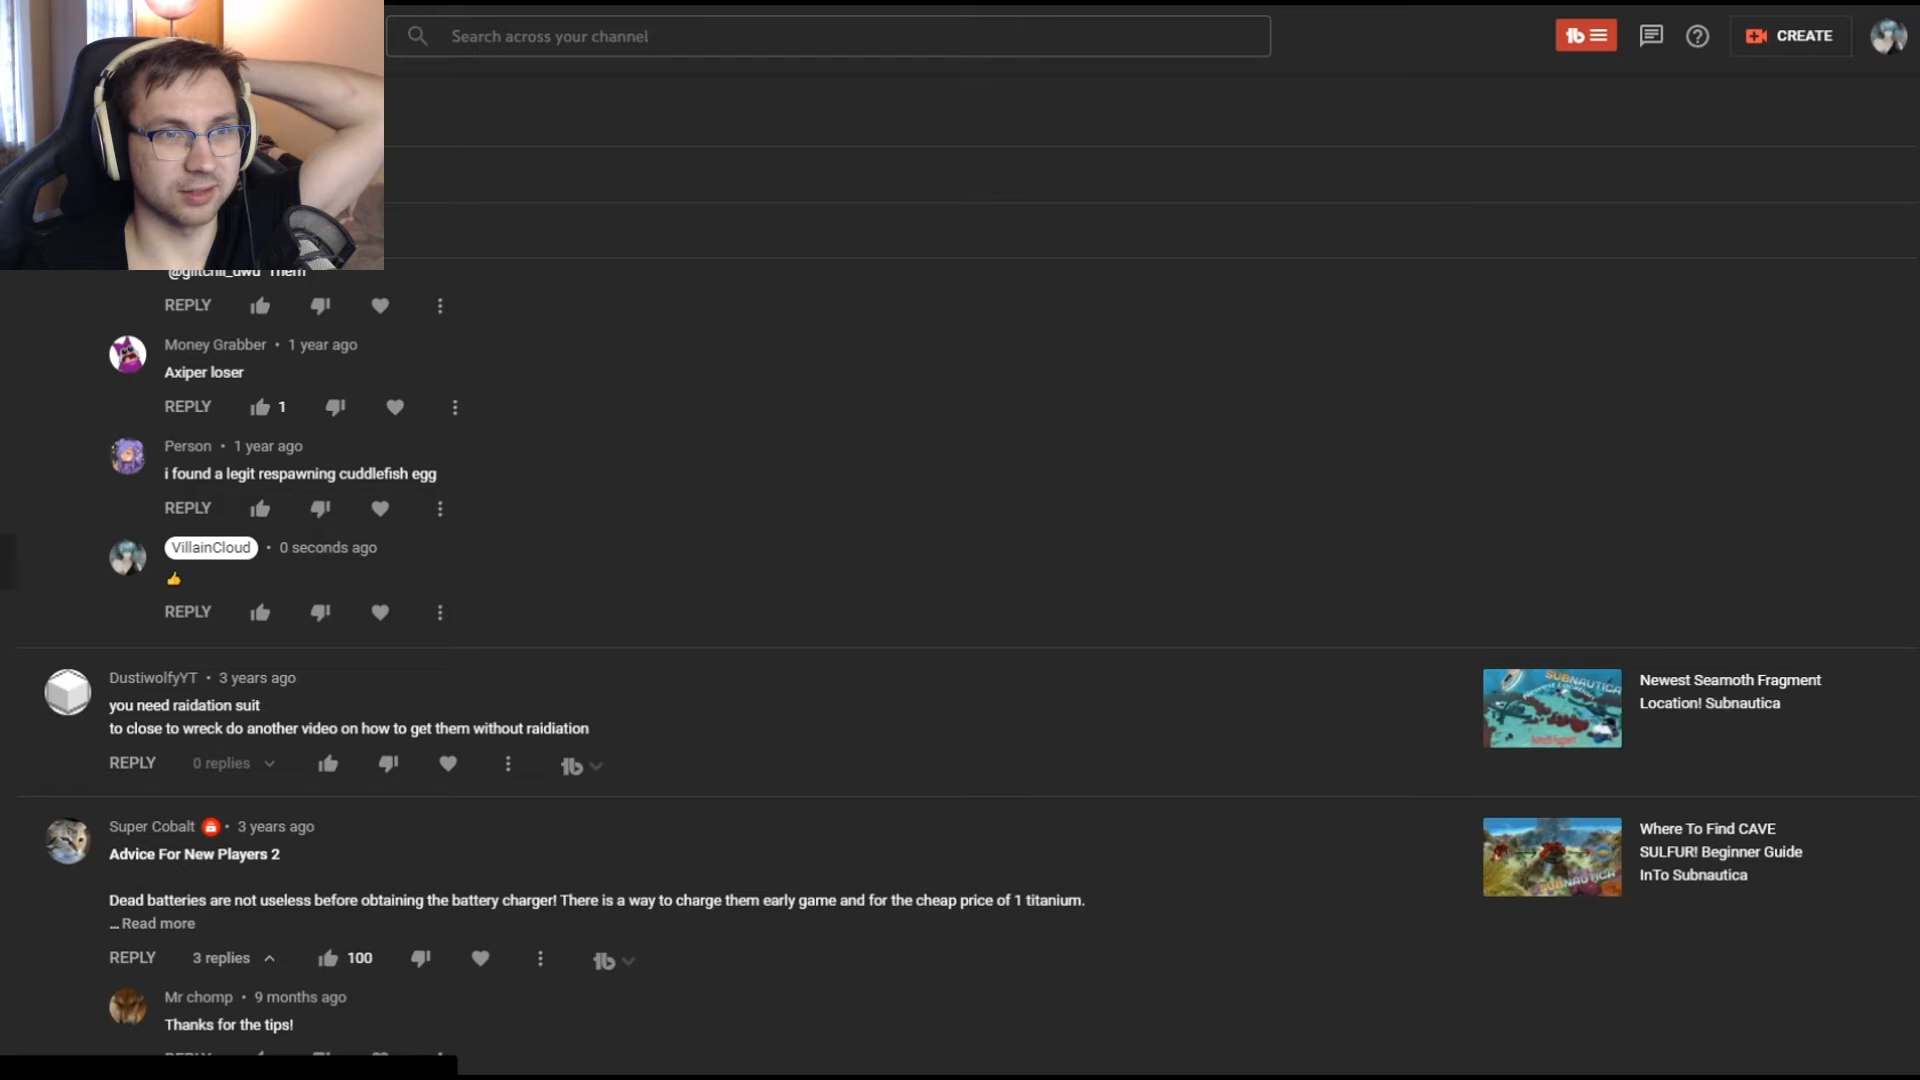 Search across your channel
CREATE
@glitchii_uwu Them
REPLY
Money Grabber • 1 year ago
Axiper loser
REPLY 1
Person • 1 year ago
i found a legit respawning cuddlefish egg
REPLY
VillainCloud • 0 seconds ago
👍
REPLY
DustiwolfyYT • 3 years ago
you need raidation suit
to close to wreck do another video on how to get them without raidiation
REPLY 0 replies
Newest Seamoth Fragment
Location! Subnautica
Super Cobalt • 3 years ago
Advice For New Players 2
Dead batteries are not useless before obtaining the battery charger! There is a way to charge them early game and for the cheap price of 1 titanium.
... Read more
REPLY 3 replies 100
Where To Find CAVE
SULFUR! Beginner Guide
InTo Subnautica
Mr chomp • 9 months ago
Thanks for the tips!
REPLY
SUBNAUTICA
SUBNAUTICA